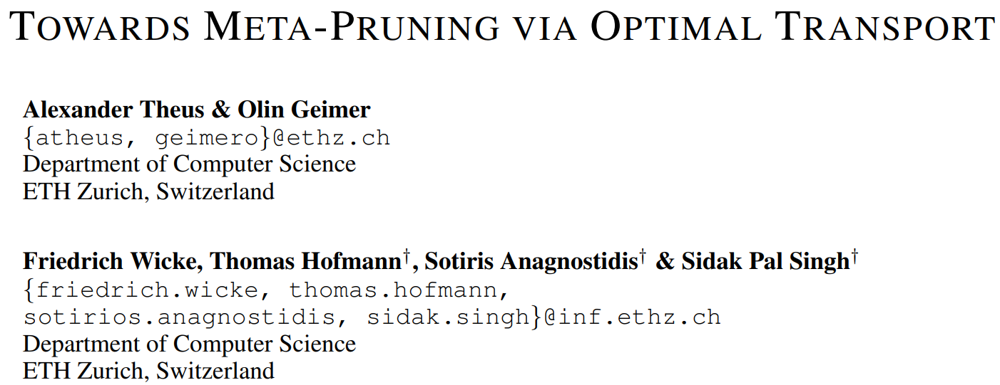 TOWARDS META-PRUNING VIA OPTIMAL TRANSPORT
Alexander Theus & Olin Geimer
{atheus, geimero}@ethz.ch
Department of Computer Science
ETH Zurich, Switzerland
Friedrich Wicke, Thomas Hofmann†, Sotiris Anagnostidis† & Sidak Pal Singh†
{friedrich.wicke, thomas.hofmann,
sotirios.anagnostidis, sidak.singh}@inf.ethz.ch
Department of Computer Science
ETH Zurich, Switzerland